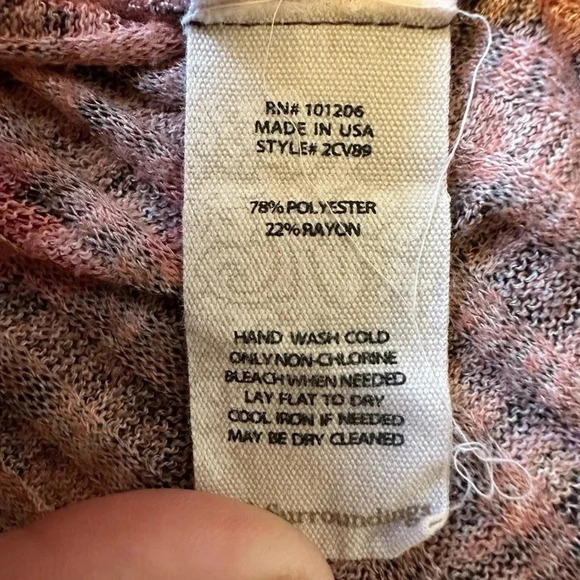 RN# 101206
MADE IN USA
STYLE# 2CV89
78% POLYESTER
22% RAYON
HAND WASH COLD
ONLY NON-CHLORINE
BLEACH WHEN NEEDED
LAY FLAT TO DRY
COOL IRON IF NEEDED
MAY BE DRY CLEANED
Surroundings